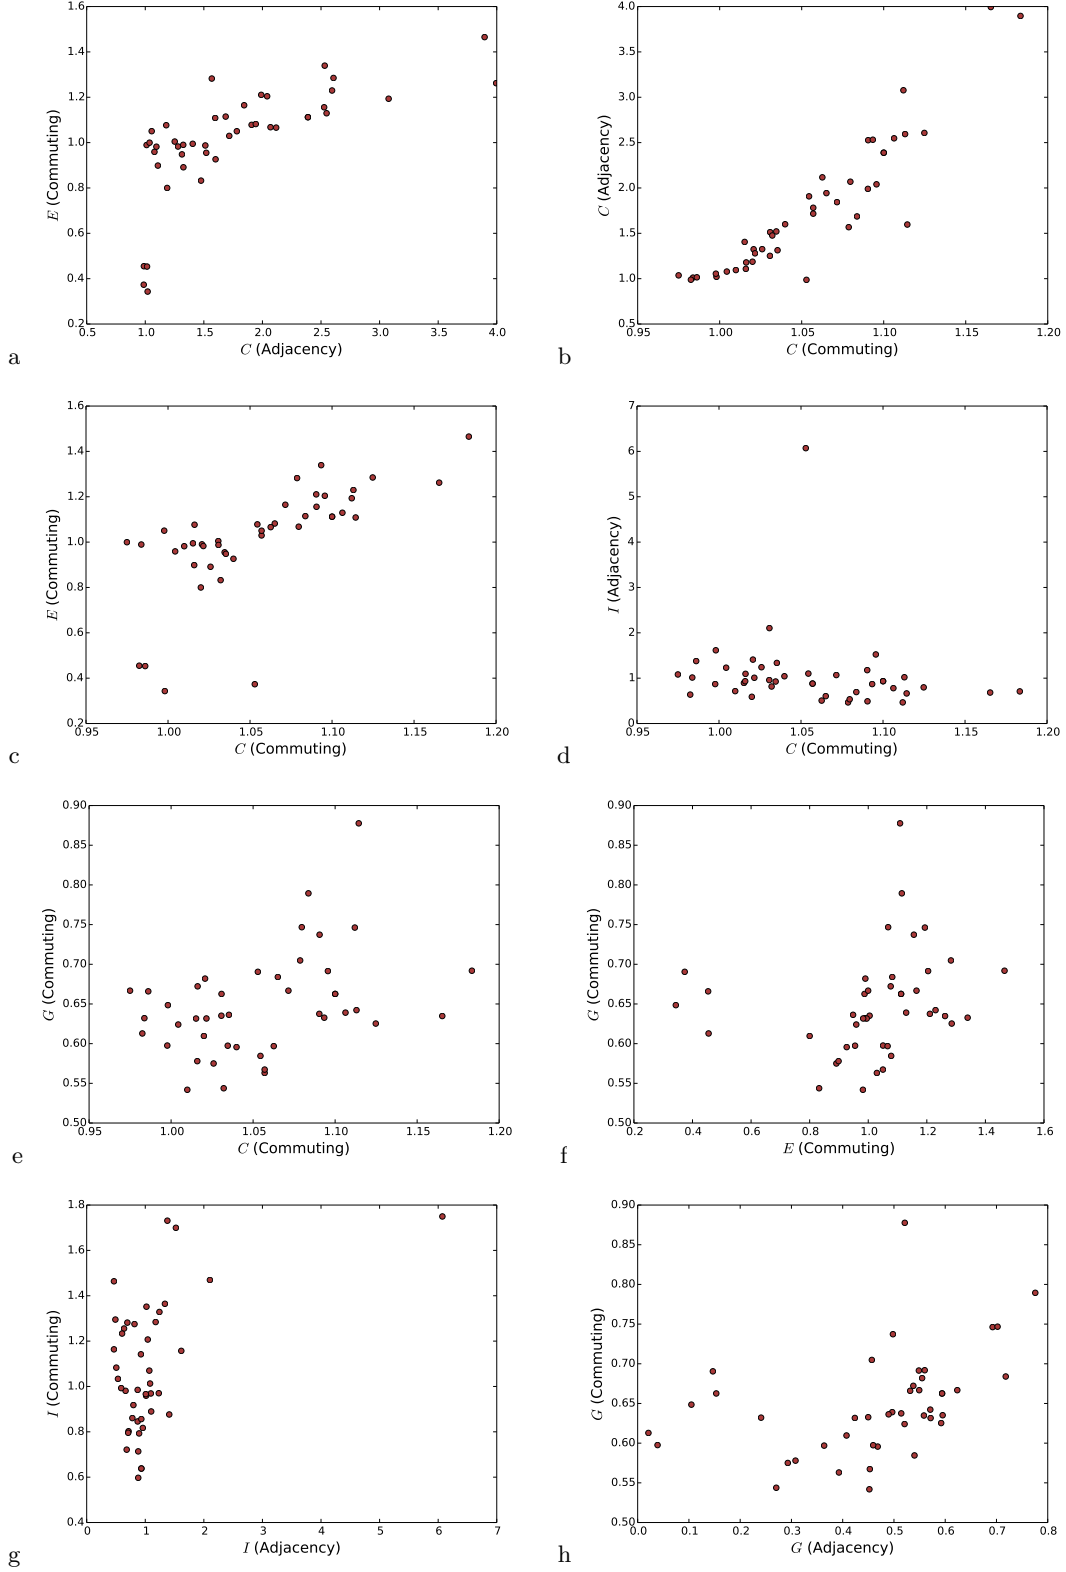 1.6
1.4
1.2
1.0
0.8
0.6
0.4
0.2
0.5 1.0 1.5 2.0 2.5 3.0 3.5 4.0
E (Commuting)
C (Adjacency)
a
4.0
3.5
3.0
2.5
2.0
1.5
1.0
0.5
0.95 1.00 1.05 1.10 1.15 1.20
C (Adjacency)
C (Commuting)
b
1.6
1.4
1.2
1.0
0.8
0.6
0.4
0.2
0.95 1.00 1.05 1.10 1.15 1.20
E (Commuting)
C (Commuting)
c
7
6
5
4
3
2
1
0
0.95 1.00 1.05 1.10 1.15 1.20
I (Adjacency)
C (Commuting)
d
0.90
0.85
0.80
0.75
0.70
0.65
0.60
0.55
0.50
0.95 1.00 1.05 1.10 1.15 1.20
G (Commuting)
C (Commuting)
e
0.90
0.85
0.80
0.75
0.70
0.65
0.60
0.55
0.50
0.2 0.4 0.6 0.8 1.0 1.2 1.4 1.6
G (Commuting)
E (Commuting)
f
1.8
1.6
1.4
1.2
1.0
0.8
0.6
0.4
0 1 2 3 4 5 6 7
I (Commuting)
I (Adjacency)
g
0.90
0.85
0.80
0.75
0.70
0.65
0.60
0.55
0.50
0.0 0.1 0.2 0.3 0.4 0.5 0.6 0.7 0.8
G (Commuting)
G (Adjacency)
h